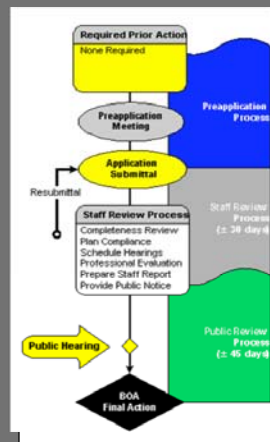 Required Prior Action
None Required
Preapplication
Meeting
Preapplication
Process
Application
Submittal
Resubmittal
Staff Review Process
Completeness Review
Plan Compliance
Schedule Hearings
Professional Evaluation
Prepare Staff Report
Provide Public Notice
Staff Review
Process
(± 30 days)
Public Hearing
Public Review
Process
(± 45 days)
BOA
Final Action